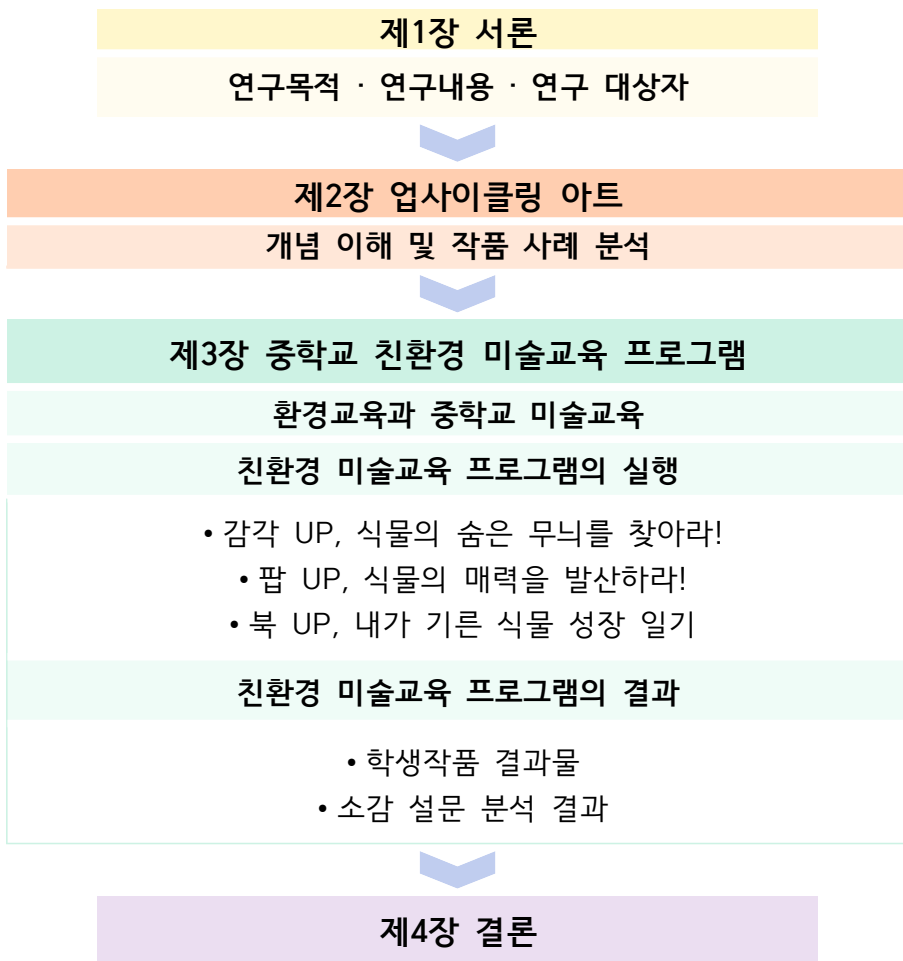 제1장 서론
연구목적 · 연구내용 · 연구 대상자
제2장 업사이클링 아트
개념 이해 및 작품 사례 분석
제3장 중학교 친환경 미술교육 프로그램
환경교육과 중학교 미술교육
친환경 미술교육 프로그램의 실행
• 감각 UP, 식물의 숨은 무늬를 찾아라!
• 팝 UP, 식물의 매력을 발산하라!
• 북 UP, 내가 기른 식물 성장 일기
친환경 미술교육 프로그램의 결과
• 학생작품 결과물
• 소감 설문 분석 결과
제4장 결론